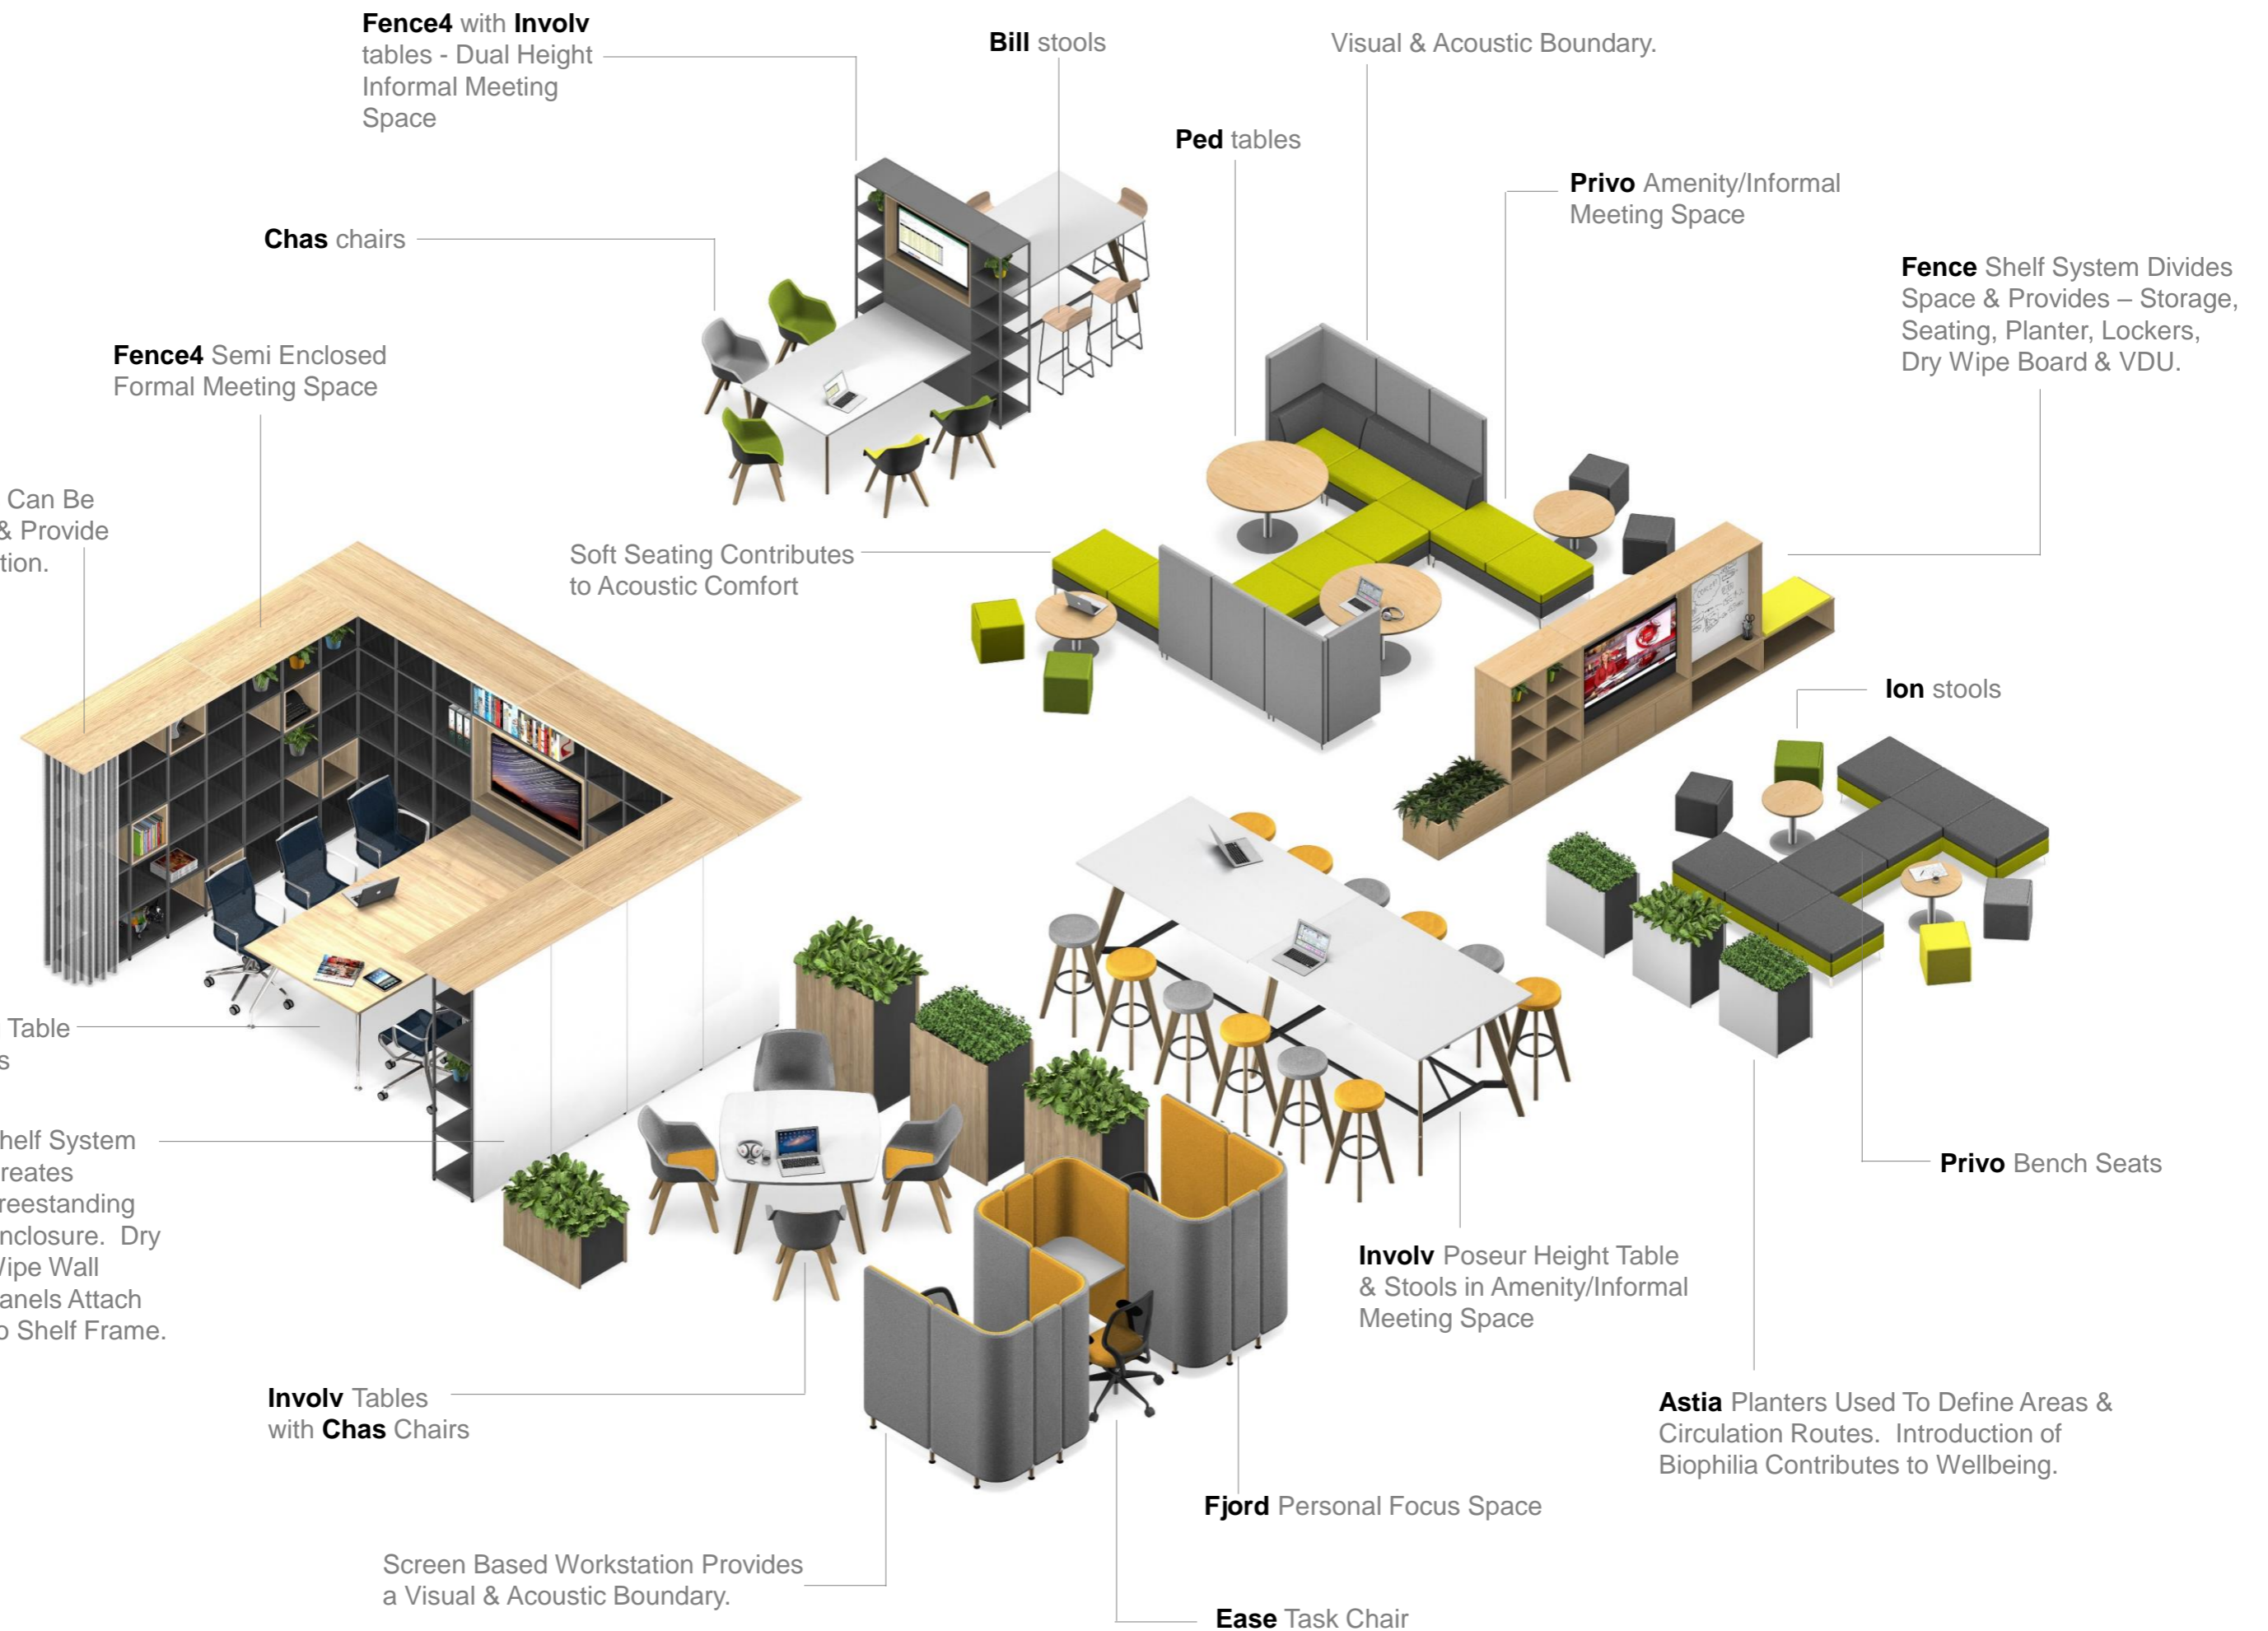 Fence4 with Involv
tables - Dual Height
Informal Meeting
Space
Bill stools
Visual & Acoustic Boundary.
Ped tables
Privo Amenity/Informal
Meeting Space
Chas chairs
Fence Shelf System Divides
Space & Provides – Storage,
Seating, Planter, Lockers,
Dry Wipe Board & VDU.
Fence4 Semi Enclosed
Formal Meeting Space
Can Be
& Provide
tion.
Soft Seating Contributes
to Acoustic Comfort
Ion stools
Table
s
helf System
reates
reestanding
nclosure.  Dry
Wipe Wall
anels Attach
o Shelf Frame.
Privo Bench Seats
Involv Poseur Height Table
& Stools in Amenity/Informal
Meeting Space
Involv Tables
with Chas Chairs
Astia Planters Used To Define Areas &
Circulation Routes.  Introduction of
Biophilia Contributes to Wellbeing.
Fjord Personal Focus Space
Screen Based Workstation Provides
a Visual & Acoustic Boundary.
Ease Task Chair